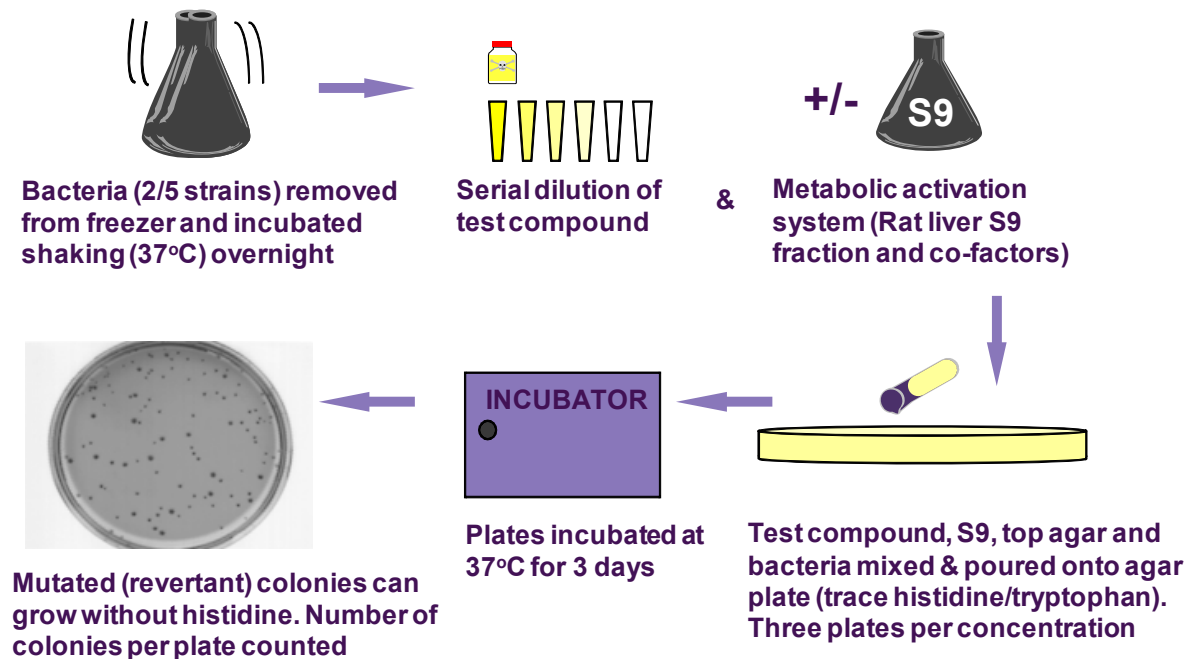 +/-
S9
Bacteria (2/5 strains) removed
from freezer and incubated
shaking (37°C) overnight
Serial dilution of
test compound
&
Metabolic activation
system (Rat liver S9
fraction and co-factors)
INCUBATOR
Mutated (revertant) colonies can
grow without histidine. Number of
colonies per plate counted
Plates incubated at
37°C for 3 days
Test compound, S9, top agar and
bacteria mixed & poured onto agar
plate (trace histidine/tryptophan).
Three plates per concentration